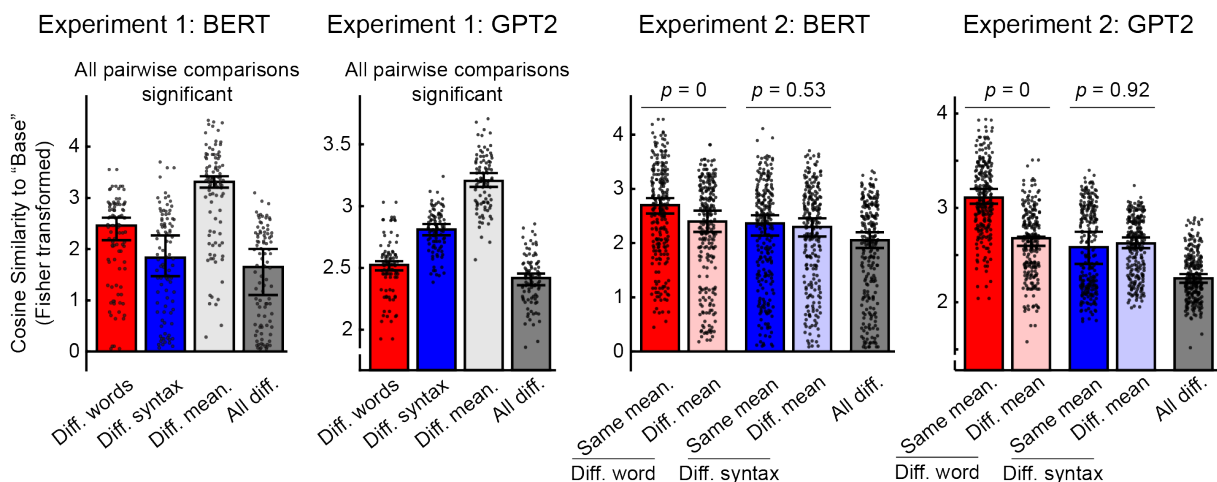 Experiment 1: BERT
Experiment 1: GPT2
Experiment 2: BERT
Experiment 2: GPT2
All pairwise comparisons
significant
All pairwise comparisons
significant
p = 0
p = 0.53
p = 0
p = 0.92
Cosine Similarity to “Base”
(Fisher transformed)
4
3
2
1
0
3.5
3
2.5
2
4
3
2
1
0
4
3
2
Diff. words
Diff. syntax
Diff. mean.
All diff.
Diff. words
Diff. syntax
Diff. mean.
All diff.
Same mean.
Diff. mean
Same mean
Diff. mean.
All diff.
Diff. word
Diff. syntax
Same mean.
Diff. mean
Same mean
Diff. mean.
All diff.
Diff. word
Diff. syntax